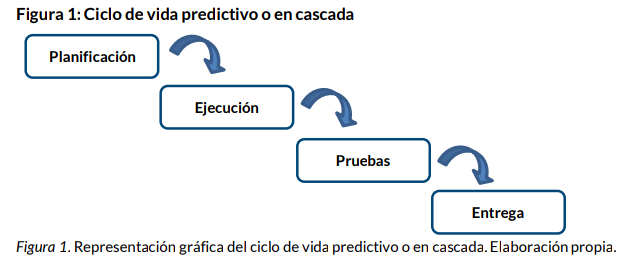 Figura 1: Ciclo de vida predictivo o en cascada
Planificación
Ejecución
Pruebas
Entrega
Figura 1. Representación gráfica del ciclo de vida predictivo o en cascada. Elaboración propia.